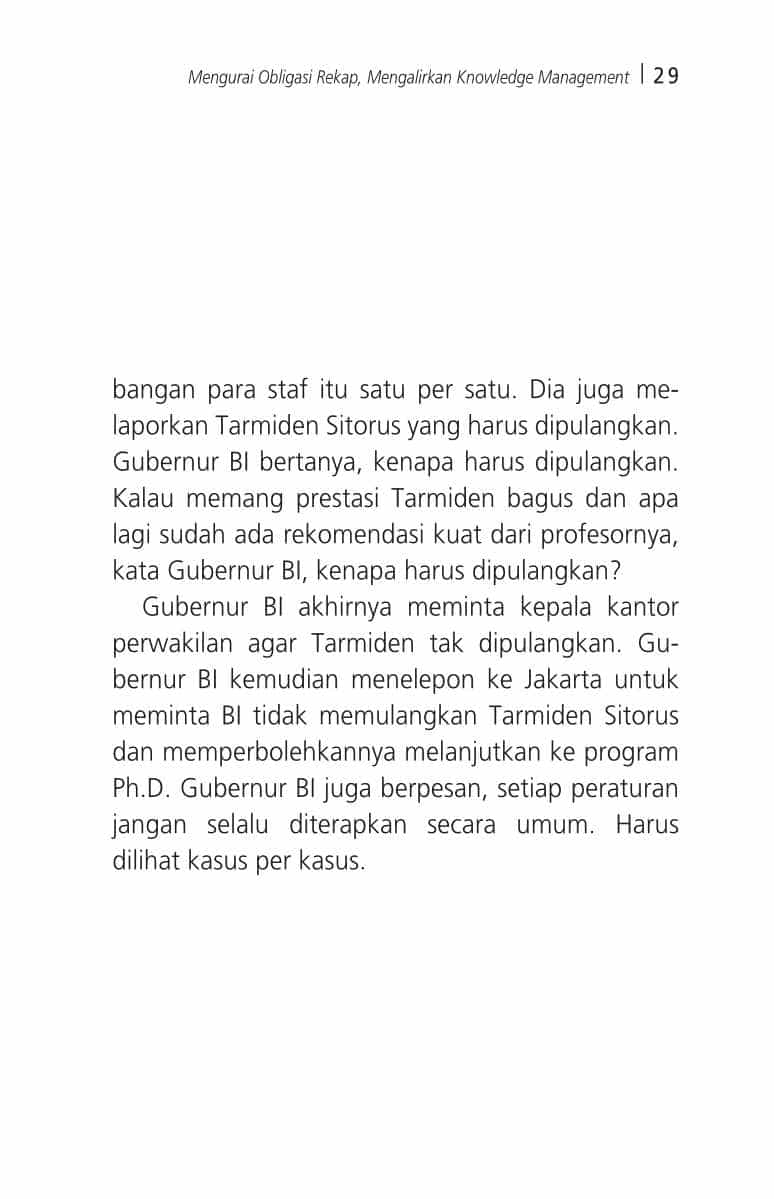 Mengurai Obligasi Rekap, Mengalirkan Knowledge Management | 29
bangan para staf itu satu per satu. Dia juga me-
laporkan Tarmiden Sitorus yang harus dipulangkan.
Gubernur BI bertanya, kenapa harus dipulangkan.
Kalau memang prestasi Tarmiden bagus dan apa
lagi sudah ada rekomendasi kuat dari profesornya,
kata Gubernur BI, kenapa harus dipulangkan?
Gubernur BI akhirnya meminta kepala kantor
perwakilan agar Tarmiden tak dipulangkan. Gu-
bernur BI kemudian menelepon ke Jakarta untuk
meminta BI tidak memulangkan Tarmiden Sitorus
dan memperbolehkannya melanjutkan ke program
Ph.D. Gubernur BI juga berpesan, setiap peraturan
jangan selalu diterapkan secara umum. Harus
dilihat kasus per kasus.